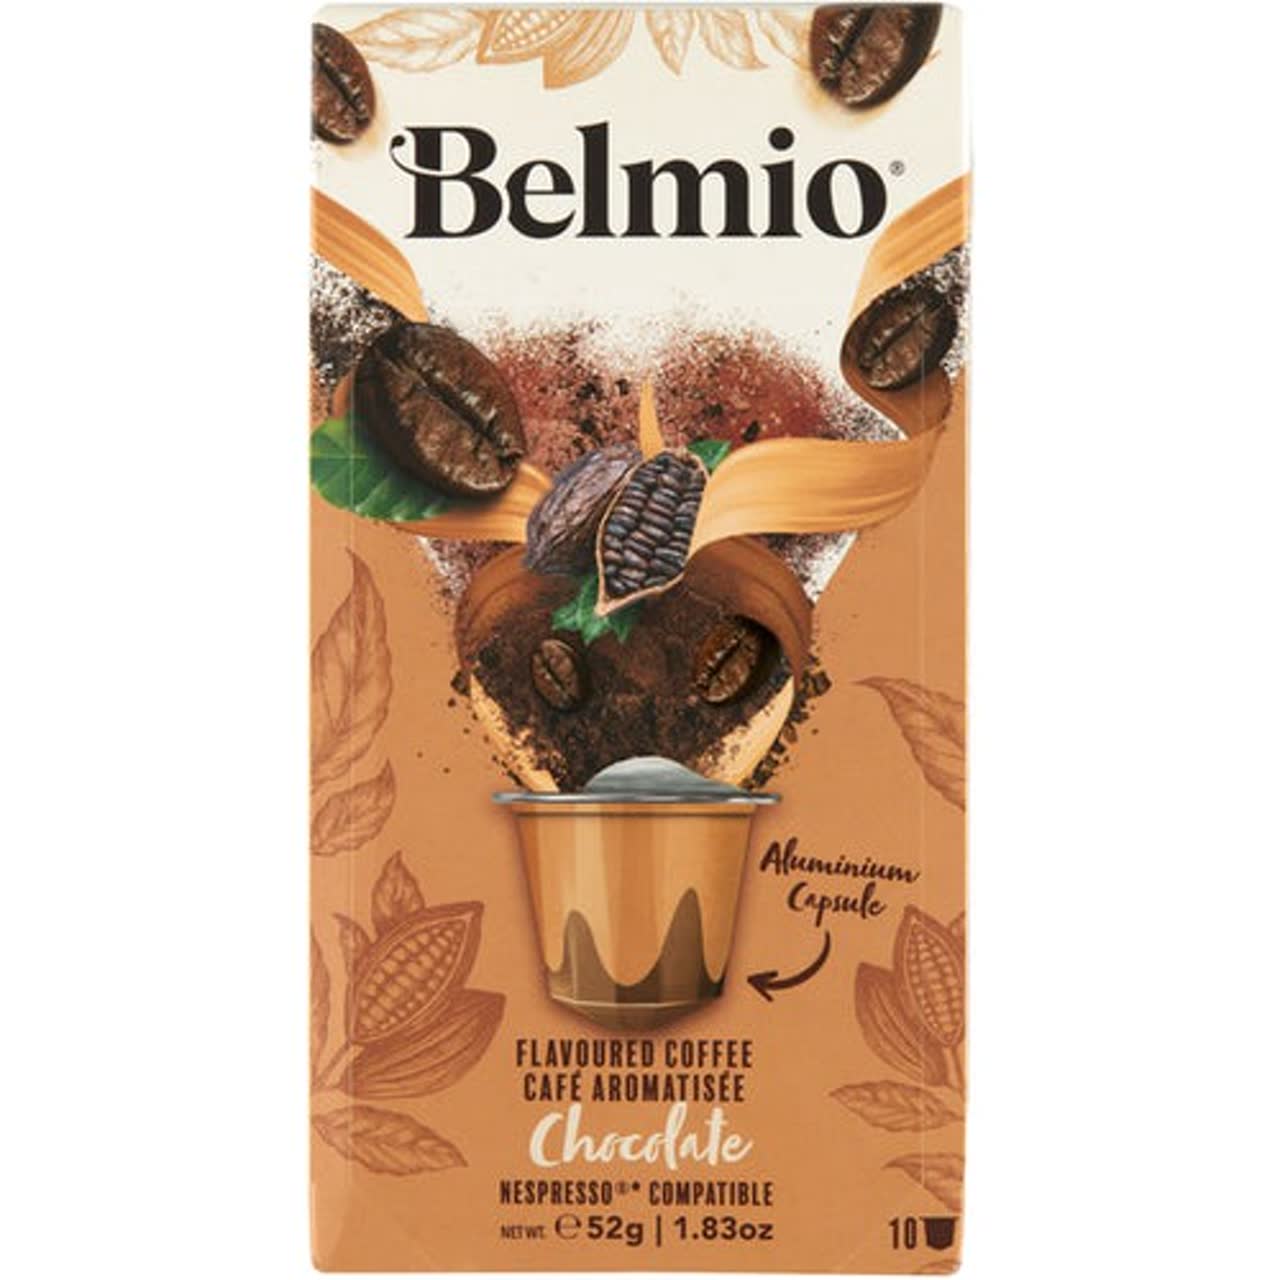 Belmio®
Aluminium
Capsule
FLAVOURED COFFEE
CAFÉ AROMATISÉE
Chocolate
NESPRESSO®* COMPATIBLE
NET WT. ℮ 52g | 1.83oz
10